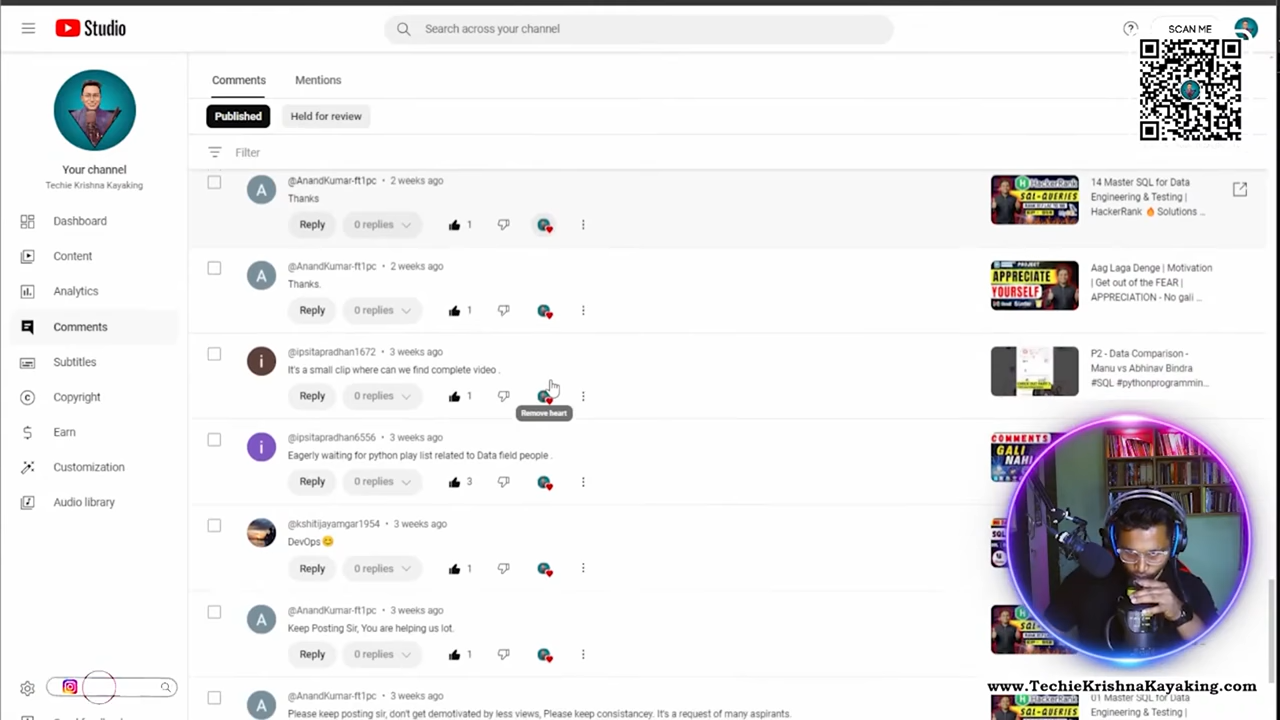 Studio
Search across your channel
SCAN ME
Your channel
Techie Krishna Kayaking
Dashboard
Content
Analytics
Comments
Subtitles
Copyright
Earn
Customization
Audio library
Comments
Mentions
Published
Held for review
Filter
@AnandKumar-ft1pc • 2 weeks ago
Thanks
Reply
0 replies
1
14 Master SQL for Data
Engineering & Testing |
HackerRank 🔥 Solutions ...
HackerRank
SQL-QUERIES
@AnandKumar-ft1pc • 2 weeks ago
Thanks.
Reply
0 replies
1
PROJECT
APPRECIATE
YOURSELF
Aag Laga Denge | Motivation
| Get out of the FEAR |
APPRECIATION - No gali ...
@ipsitapradhan1672 • 3 weeks ago
It's a small clip where can we find complete video .
Reply
0 replies
1
Remove heart
P2 - Data Comparison -
Manu vs Abhinav Bindra
#SQL #pythonprogrammin...
@ipsitapradhan6556 • 3 weeks ago
Eagerly waiting for python play list related to Data field people .
Reply
0 replies
3
COMMENTS
GALI
NAHI
@kshitijayamgar1954 • 3 weeks ago
DevOps😊
Reply
0 replies
1
@AnandKumar-ft1pc • 3 weeks ago
Keep Posting Sir, You are helping us lot.
Reply
0 replies
1
@AnandKumar-ft1pc • 3 weeks ago
Please keep posting sir, don't get demotivated by less views, Please keep consistancey. It's a request of many aspirants.
www.TechieKrishnaKayaking.com
01 Master SQL for Data
Engineering & Testing |